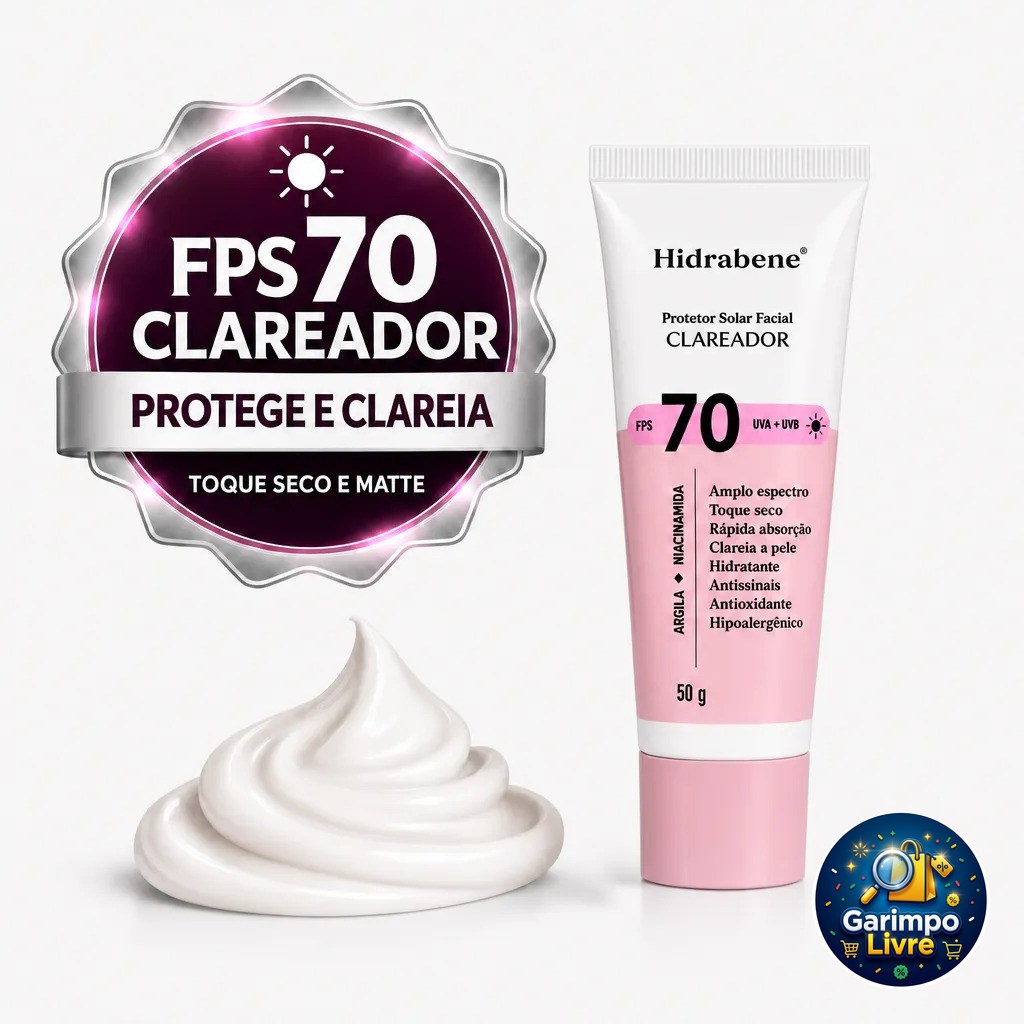 FPS 70
CLAREADOR
PROTEGE E CLAREIA
TOQUE SECO E MATTE
Hidrabene®
Protetor Solar Facial
CLAREADOR
FPS 70 UVA + UVB
ARGILA ◆ NIACINAMIDA
Amplo espectro
Toque seco
Rápida absorção
Clareia a pele
Hidratante
Antissinais
Antioxidante
Hipoalergênico
50 g
Garimpo
Livre